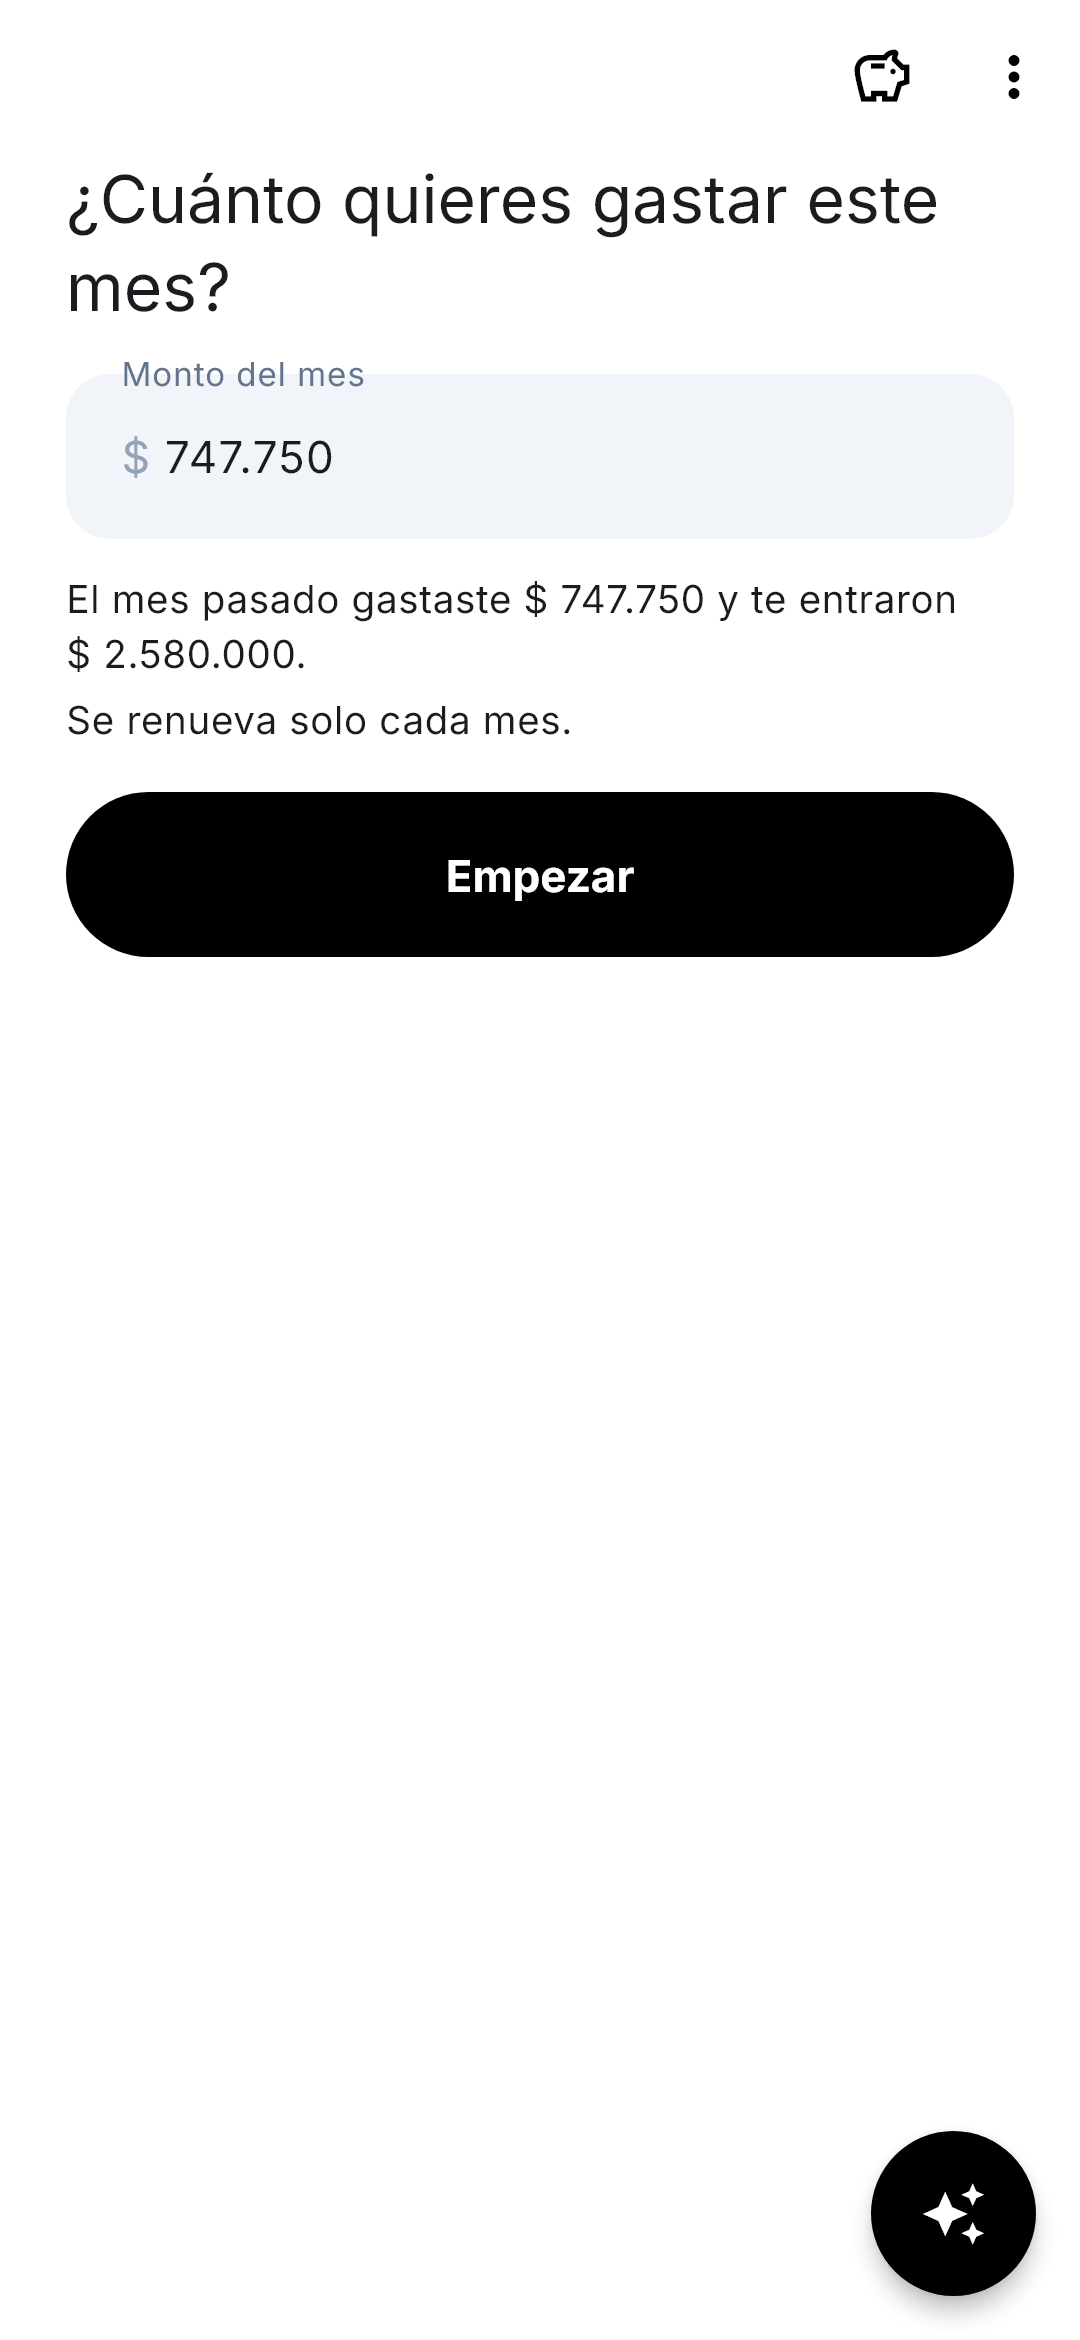 ¿Cuánto quieres gastar este
mes?
Monto del mes
$ 747.750
El mes pasado gastaste $ 747.750 y te entraron
$ 2.580.000.
Se renueva solo cada mes.
Empezar